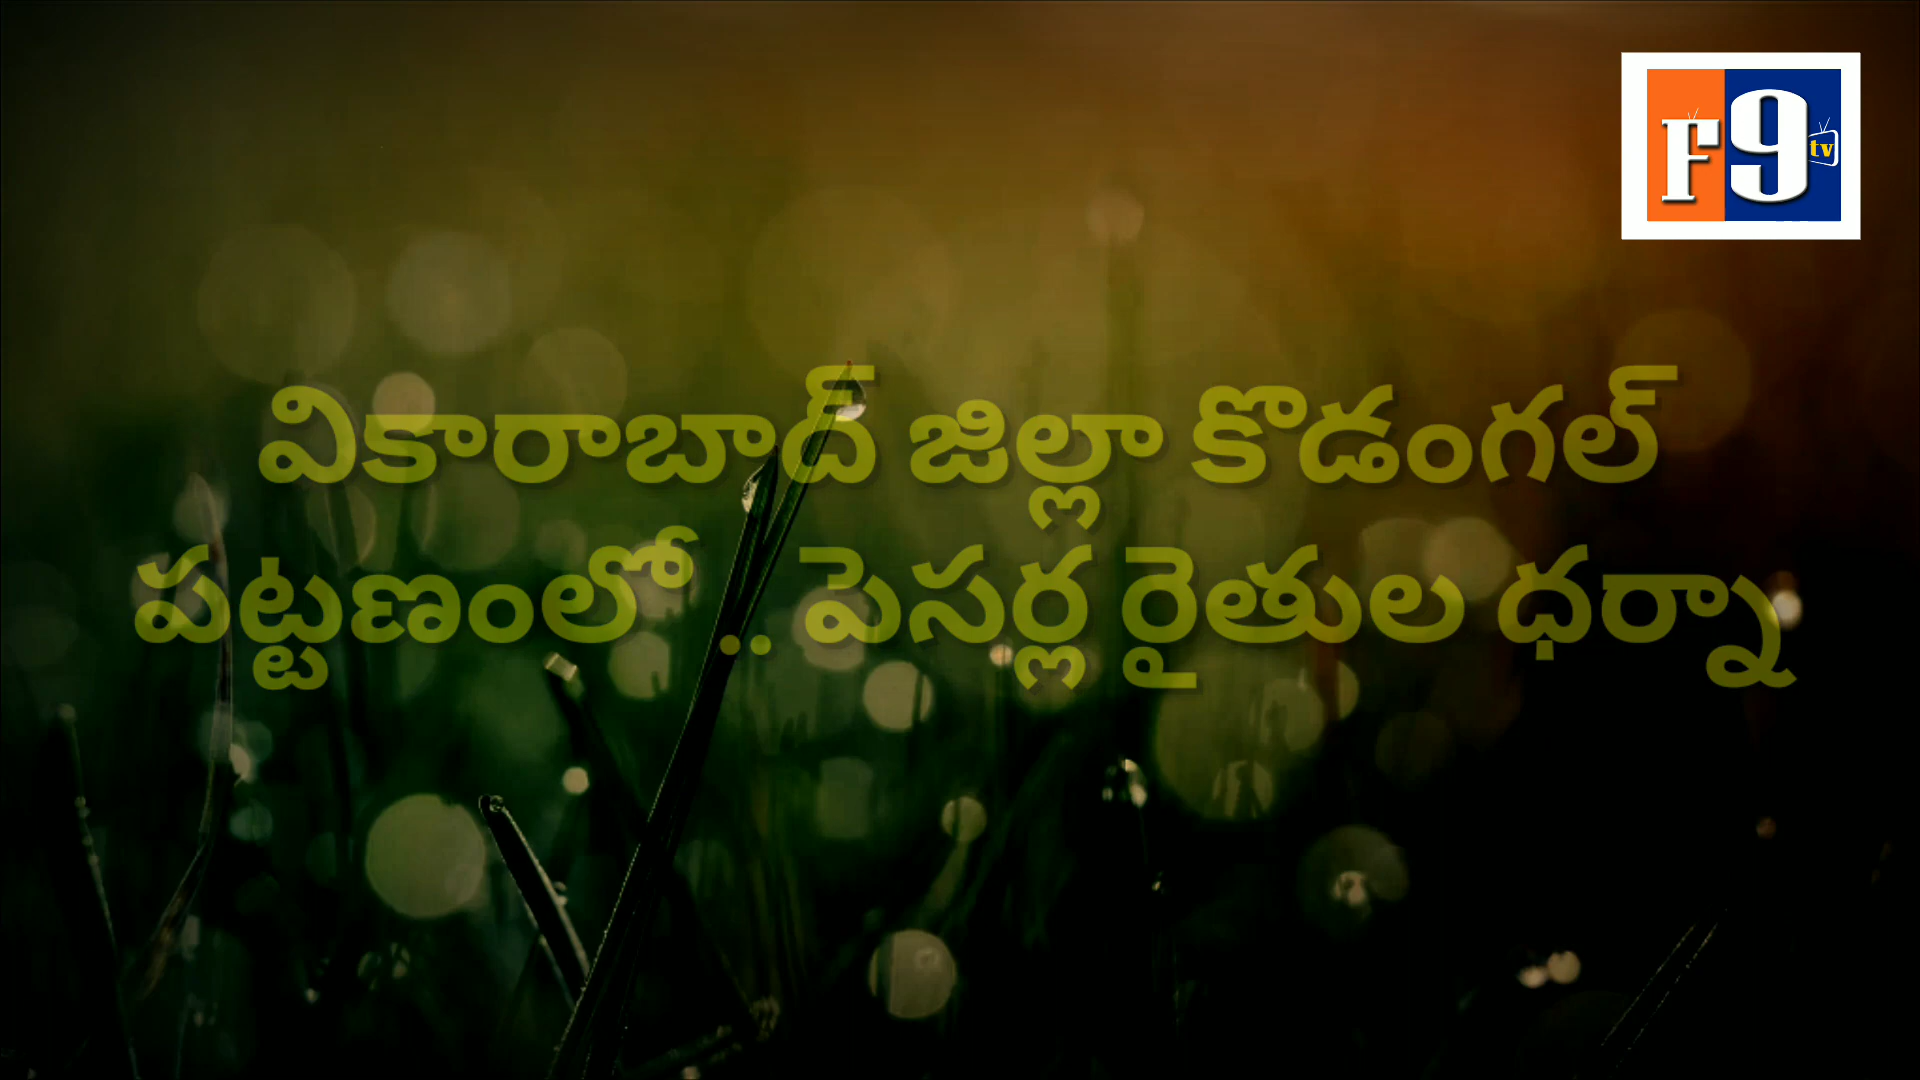 F9 tv
వికారాబాద్ జిల్లా కొడంగల్
పట్టణంలో .. పెసర్ల రైతుల ధర్నా